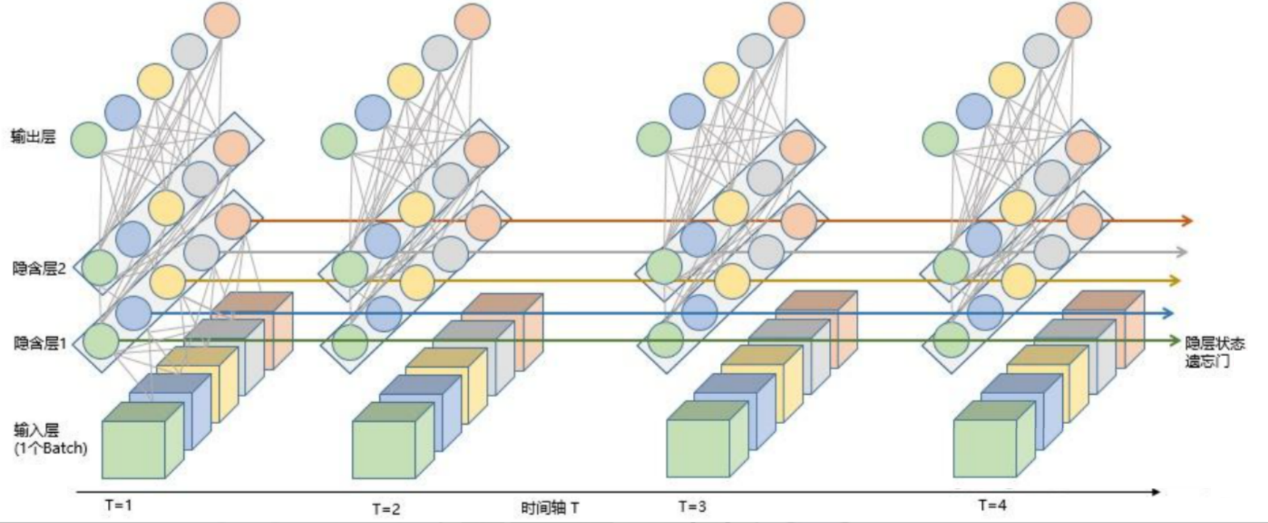 输出层
隐含层2
隐含层1
隐层状态
遗忘门
输入层
(1个Batch)
T=1
T=2
时间轴 T
T=3
T=4